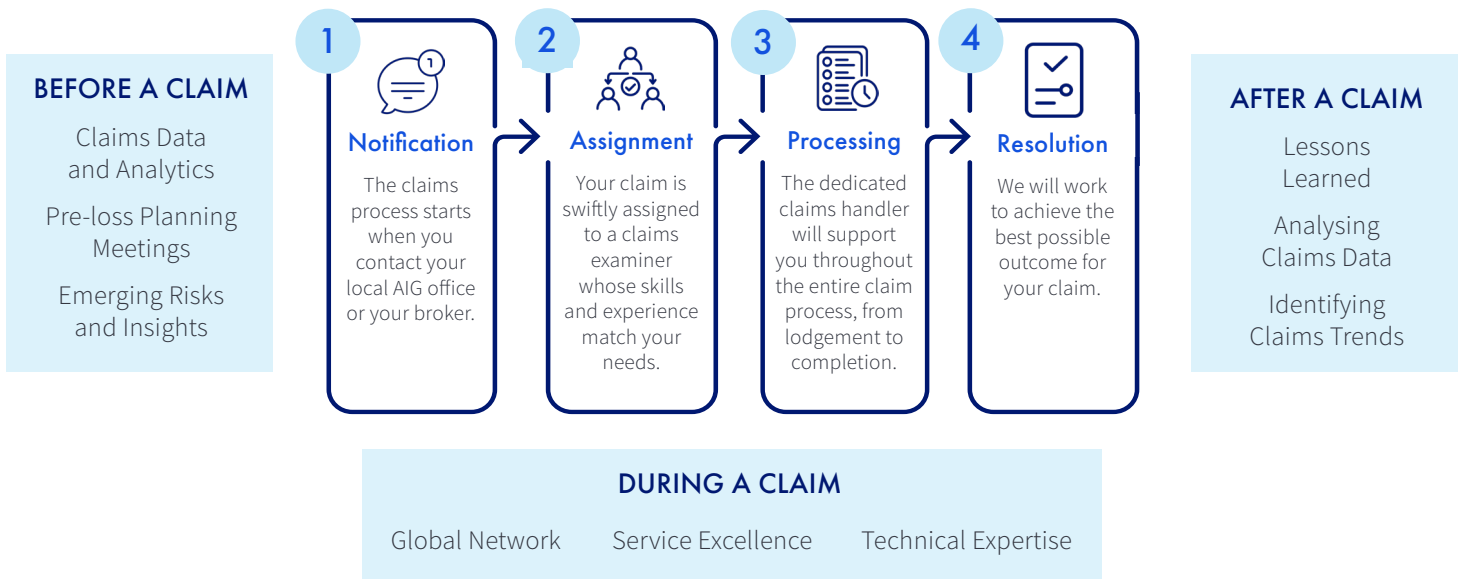 BEFORE A CLAIM
Claims Data
and Analytics
Pre-loss Planning
Meetings
Emerging Risks
and Insights
1
1
Notification
The claims
process starts
when you
contact your
local AIG office
or your broker.
2
Assignment
Your claim is
swiftly assigned
to a claims
examiner
whose skills
and experience
match your
needs.
3
Processing
The dedicated
claims handler
will support
you throughout
the entire claim
process, from
lodgement to
completion.
4
Resolution
We will work
to achieve the
best possible
outcome for
your claim.
AFTER A CLAIM
Lessons
Learned
Analysing
Claims Data
Identifying
Claims Trends
DURING A CLAIM
Global Network Service Excellence Technical Expertise